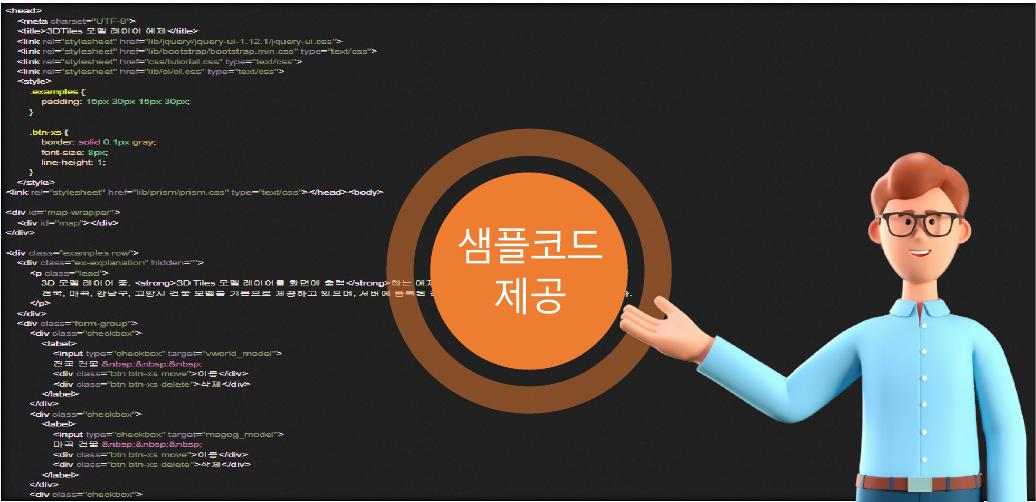 <head>
<meta charset="UTF-8">
<title>3DTiles 모델 레이어 예제</title>
<link rel="stylesheet" href="lib/jquery/jquery-ui-1.12.1/jquery-ui.css">
<link rel="stylesheet" href="lib/bootstrap/bootstrap.min.css" type="text/css">
<link rel="stylesheet" href="css/tutorial.css" type="text/css">
<link rel="stylesheet" href="lib/ol/ol.css" type="text/css">
<style>
.examples {
padding: 15px 30px 15px 30px;
}
.btn-xs {
border: solid 0.1px gray;
font-size: 8px;
line-height: 1;
}
</style>
<link rel="stylesheet" href="lib/prism/prism.css" type="text/css"></head><body>
<div id="map-wrapper">
<div id="map"></div>
</div>
<div class="examples row">
<div class="ex-explanation" hidden="">
<p class="lead">
3D 모델 레이어 중, <strong>3DTiles 모델 레이어를 화면에 출력</strong>하는 예제
전국, 마곡, 강남구, 고양시 건물 모델을 기본으로 제공하고 있으며, 서버에 등록된
</p>
</div>
<div class="form-group">
<div class="checkbox">
<label>
<input type="checkbox" target="vworld_model">
전국 건물 &nbsp;&nbsp;&nbsp;
<div class="btn btn-xs move">이동</div>
<div class="btn btn-xs delete">삭제</div>
</label>
</div>
<div class="checkbox">
<label>
<input type="checkbox" target="magog_model">
마곡 건물 &nbsp;&nbsp;&nbsp;
<div class="btn btn-xs move">이동</div>
<div class="btn btn-xs delete">삭제</div>
</label>
</div>
<div class="checkbox">
샘플코드
제공